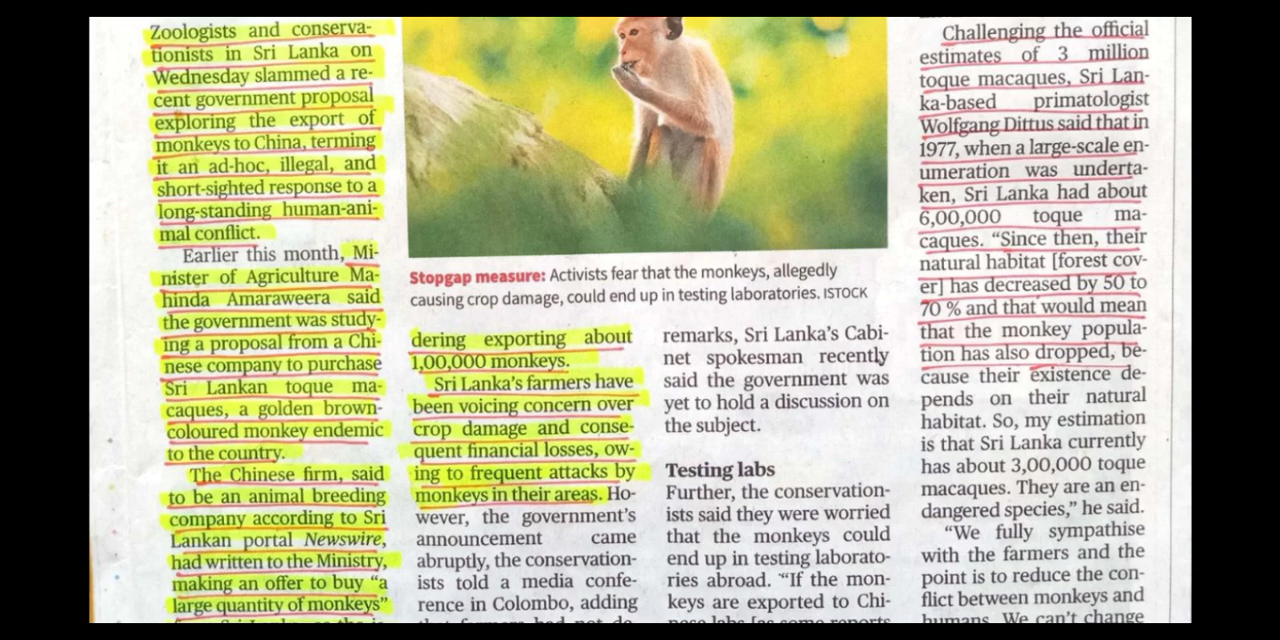 Zoologists and conserva-
tionists in Sri Lanka on
Wednesday slammed a re-
cent government proposal
exploring the export of
monkeys to China, terming
it an ad-hoc, illegal, and
short-sighted response to a
long-standing human-ani-
mal conflict.
Earlier this month, Mi-
nister of Agriculture Ma-
hinda Amaraweera said
the government was study-
ing a proposal from a Chi-
nese company to purchase
Sri Lankan toque ma-
caques, a golden brown-
coloured monkey endemic
to the country.
The Chinese firm, said
to be an animal breeding
company according to Sri
Lankan portal Newswire,
had written to the Ministry,
making an offer to buy “a
large quantity of monkeys”
Stopgap measure: Activists fear that the monkeys, allegedly
causing crop damage, could end up in testing laboratories. ISTOCK
dering exporting about
1,00,000 monkeys.
Sri Lanka’s farmers have
been voicing concern over
crop damage and conse-
quent financial losses, ow-
ing to frequent attacks by
monkeys in their areas. Ho-
wever, the government’s
announcement came
abruptly, the conservation-
ists told a media confe-
rence in Colombo, adding
that farmers had not de-
remarks, Sri Lanka’s Cabi-
net spokesman recently
said the government was
yet to hold a discussion on
the subject.
Testing labs
Further, the conservation-
ists said they were worried
that the monkeys could
end up in testing laborato-
ries abroad. “If the mon-
keys are exported to Chi-
nese labs [as some reports
Challenging the official
estimates of 3 million
toque macaques, Sri Lan-
ka-based primatologist
Wolfgang Dittus said that in
1977, when a large-scale en-
umeration was underta-
ken, Sri Lanka had about
6,00,000 toque ma-
caques. “Since then, their
natural habitat [forest cov-
er] has decreased by 50 to
70 % and that would mean
that the monkey popula-
tion has also dropped, be-
cause their existence de-
pends on their natural
habitat. So, my estimation
is that Sri Lanka currently
has about 3,00,000 toque
macaques. They are an en-
dangered species,” he said.
“We fully sympathise
with the farmers and the
point is to reduce the con-
flict between monkeys and
humans. We can’t change